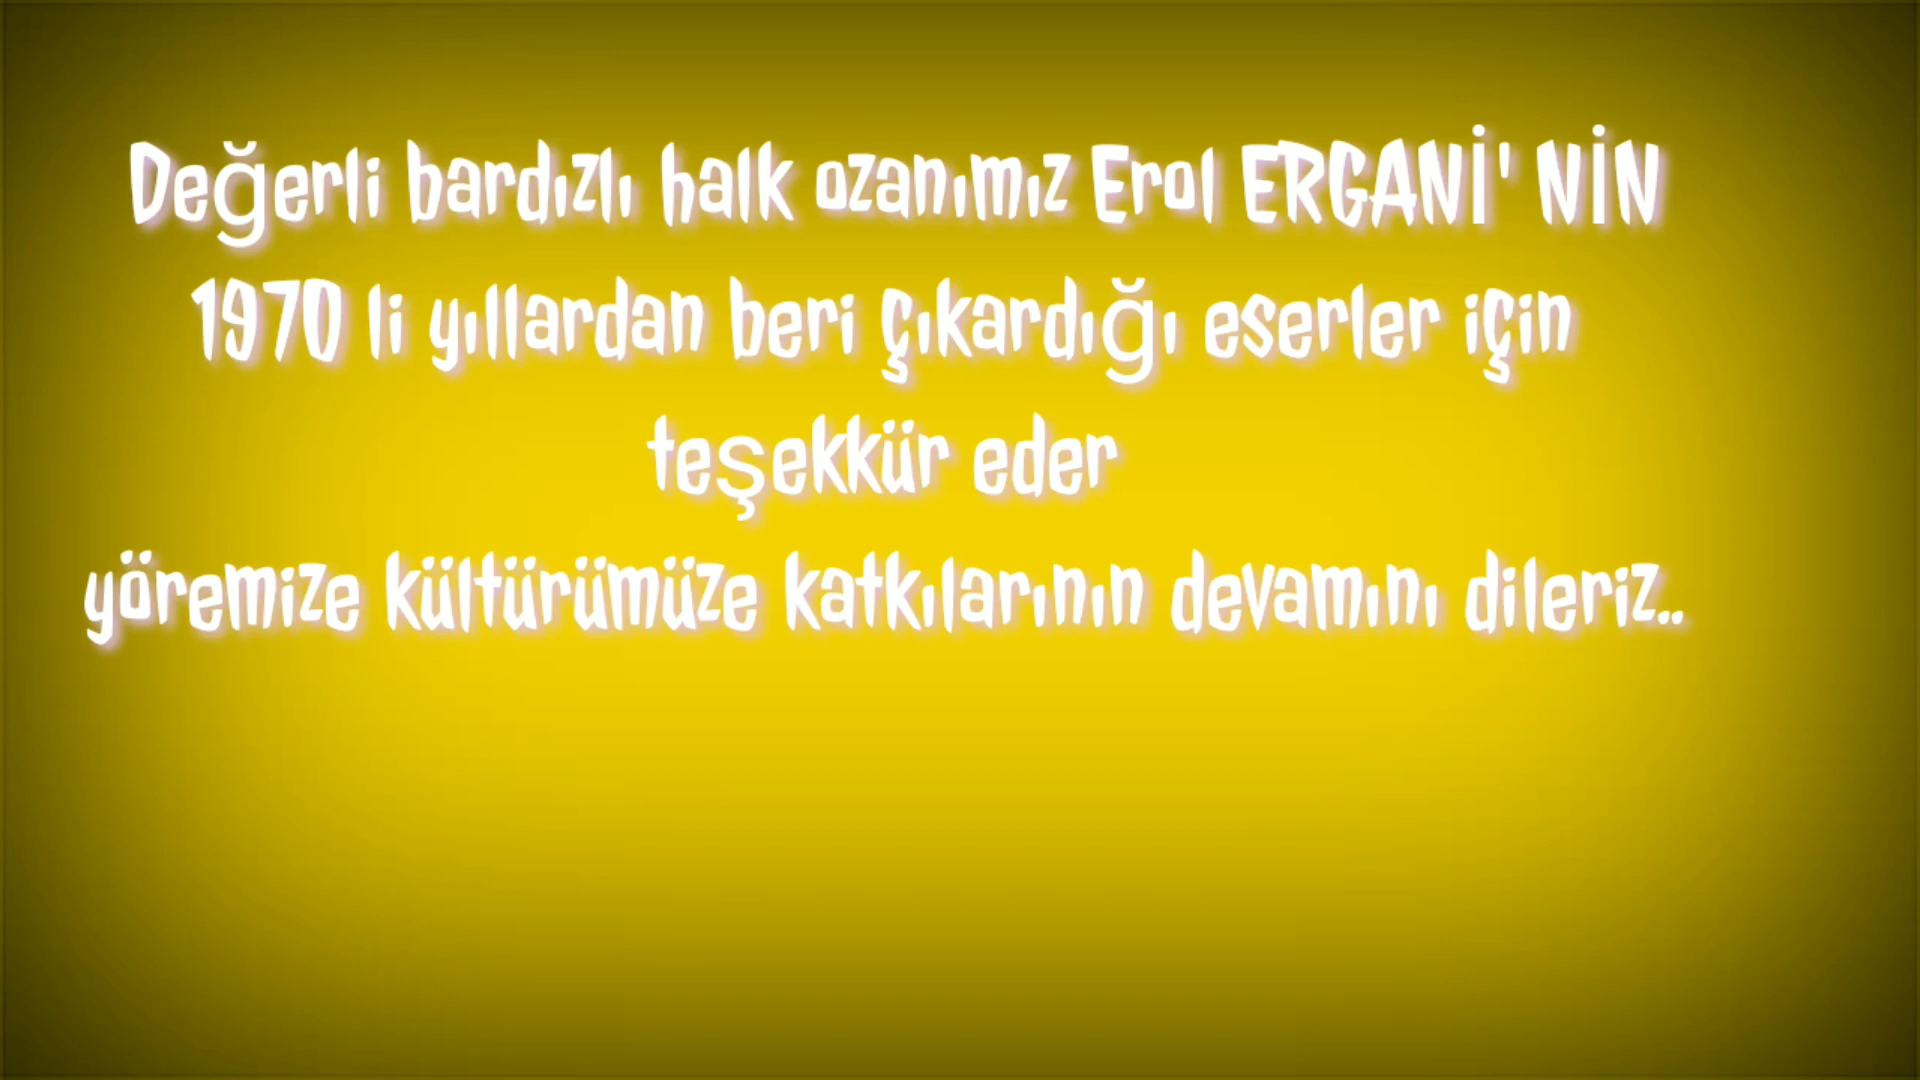 Değerli bardızlı halk ozanımız Erol ERGANİ' NİN
1970 li yıllardan beri çıkardığı eserler için
teşekkür eder
yöremize kültürümüze katkılarının devamını dileriz..